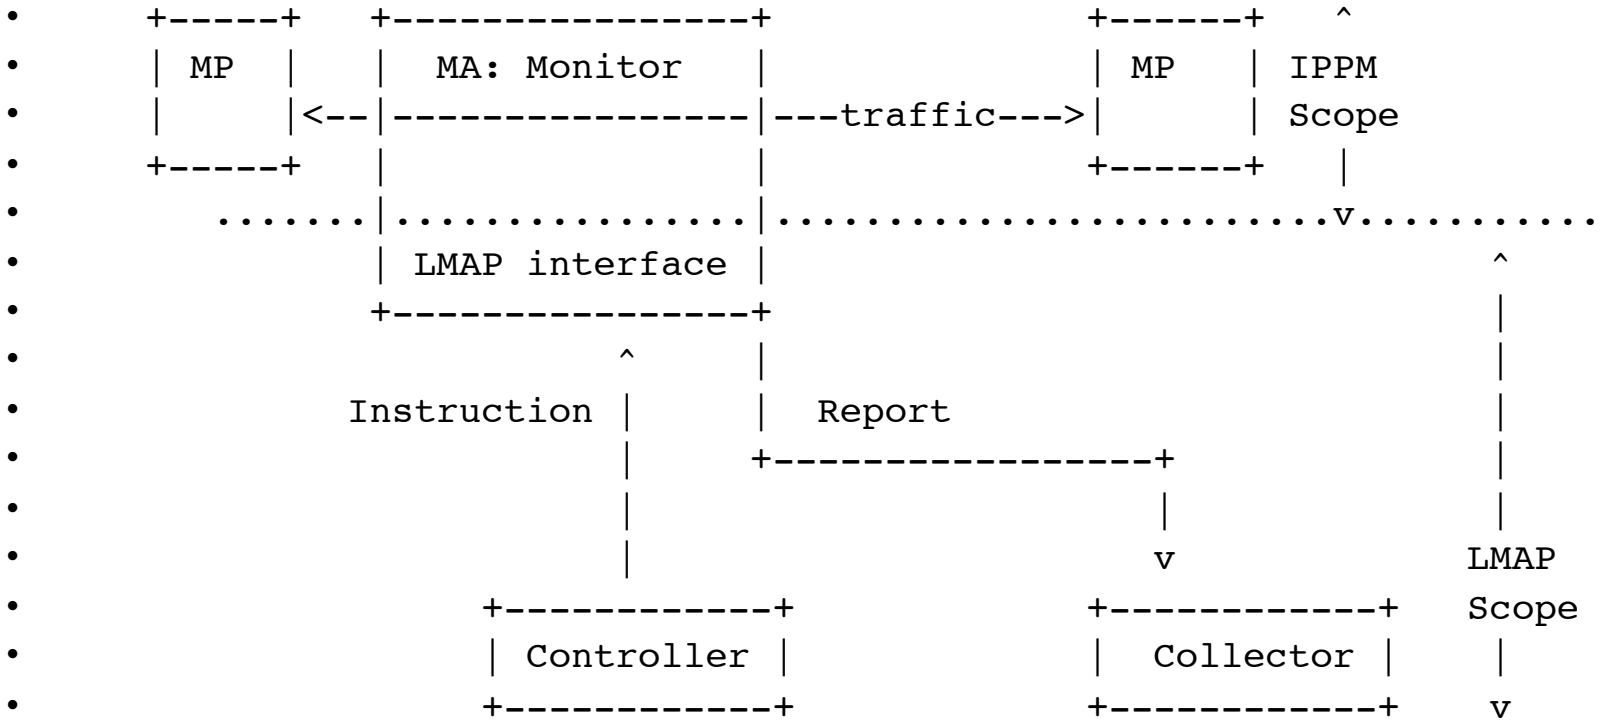 •       +-----+    +----------------+                 +------+    ^
•       | MP  |    |  MA: Monitor   |                 | MP   | IPPM
•       |     |<--|----------------|---traffic--->|      | Scope
•       +-----+    |                |                 +------+    |
•          .......|................|.........................v...........
•                  | LMAP interface |                                 ^
•                  +----------------+                                 |
•                             ^     |                                 |
•                 Instruction |     |  Report                         |
•                             |     +-----------------+               |
•                             |                       |               |
•                             |                       v              LMAP
•                       +------------+             +------------+   Scope
•                       | Controller |             |  Collector |     |
•                       +------------+             +------------+     v